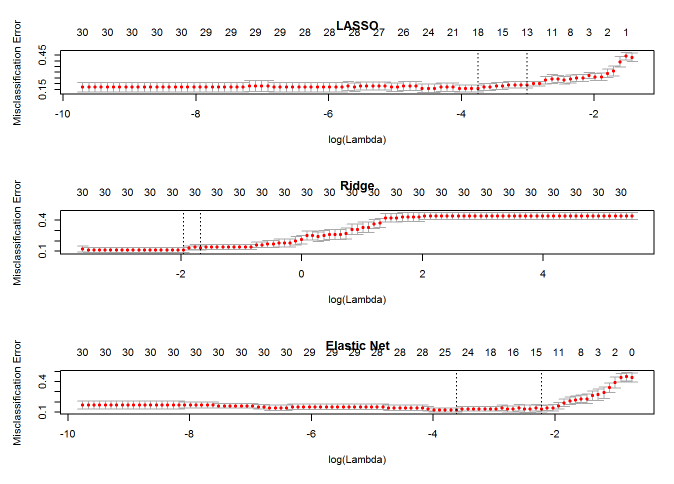 LASSO
30 30 30 30 30 29 29 29 28 28 28 27 26 24 21 18 15 13 11 8 3 2 1
Misclassification Error
0.45
0.15
-10 -8 -6 -4 -2
log(Lambda)
Ridge
30 30 30 30 30 30 30 30 30 30 30 30 30 30 30 30 30 30 30 30 30 30 30 30 30
Misclassification Error
0.4
0.1
-2 0 2 4
log(Lambda)
Elastic Net
30 30 30 30 30 30 30 30 30 30 29 29 29 28 28 28 25 24 18 16 15 11 8 3 2 0
Misclassification Error
0.4
0.1
-10 -8 -6 -4 -2
log(Lambda)